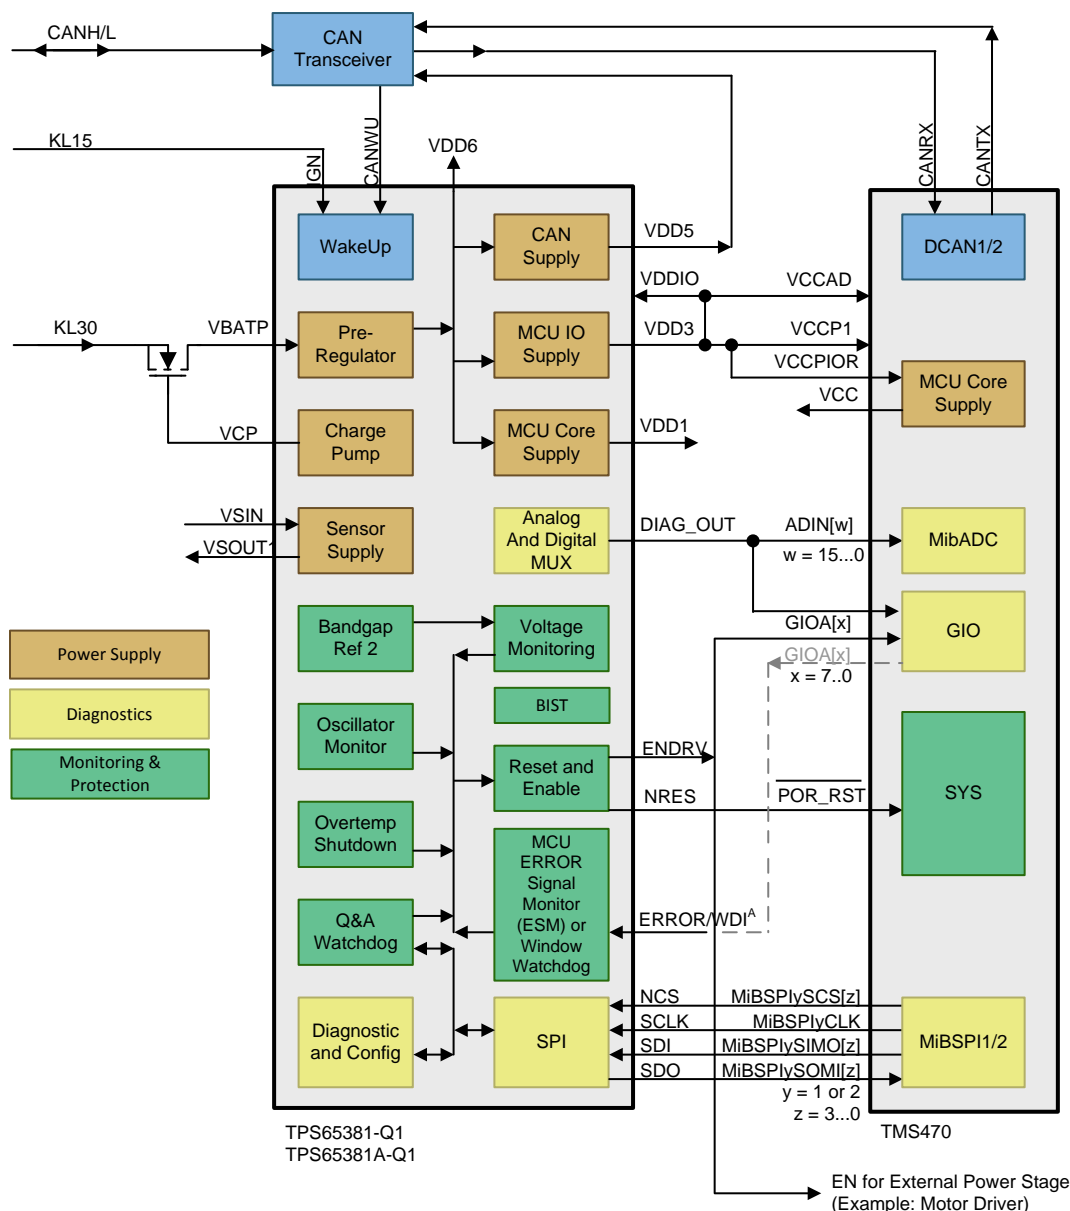 CANH/L
CAN
Transceiver
KL15
IGN
CANWU
VDD6
CANRX
CANTX
WakeUp
CAN
Supply
VDD5
DCAN1/2
VDDIO
VCCAD
KL30
VBATP
Pre-
Regulator
MCU IO
Supply
VDD3
VCCP1
VCCPIOR
VCC
MCU Core
Supply
VCP
Charge
Pump
MCU Core
Supply
VDD1
VSIN
VSOUT1
Sensor
Supply
Analog
And Digital
MUX
DIAG_OUT
ADIN[w]
w = 15...0
MibADC
Bandgap
Ref 2
Voltage
Monitoring
GIOA[x]
GIOA[x]
x = 7..0
GIO
Power Supply
Diagnostics
Monitoring &
Protection
BIST
Oscillator
Monitor
Reset and
Enable
ENDRV
NRES
POR_RST
SYS
Overtemp
Shutdown
MCU
ERROR
Signal
Monitor
(ESM) or
Window
Watchdog
Q&A
Watchdog
ERROR/WDI^A
Diagnostic
and Config
SPI
NCS
MiBSPIySCS[z]
SCLK
MiBSPIyCLK
SDI
MiBSPIySIMO[z]
SDO
MiBSPIySOMI[z]
y = 1 or 2
z = 3...0
MiBSPI1/2
TPS65381-Q1
TPS65381A-Q1
TMS470
EN for External Power Stage
(Example: Motor Driver)